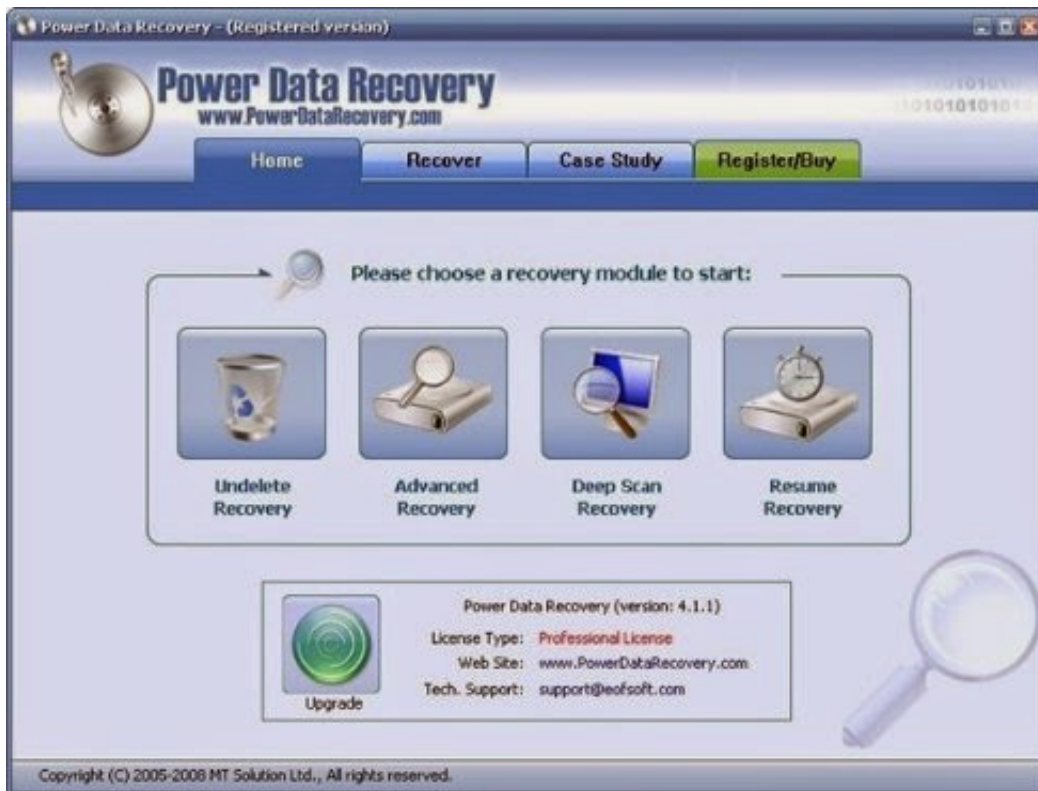 Power Data Recovery - (Registered version)
Power Data Recovery
www.PowerDataRecovery.com
Home
Recover
Case Study
Register/Buy
Please choose a recovery module to start:
Undelete
Recovery
Advanced
Recovery
Deep Scan
Recovery
Resume
Recovery
Power Data Recovery (version: 4.1.1)
License Type: Professional License
Web Site: www.PowerDataRecovery.com
Tech. Support: support@eofsoft.com
Upgrade
Copyright (C) 2005-2008 MT Solution Ltd., All rights reserved.